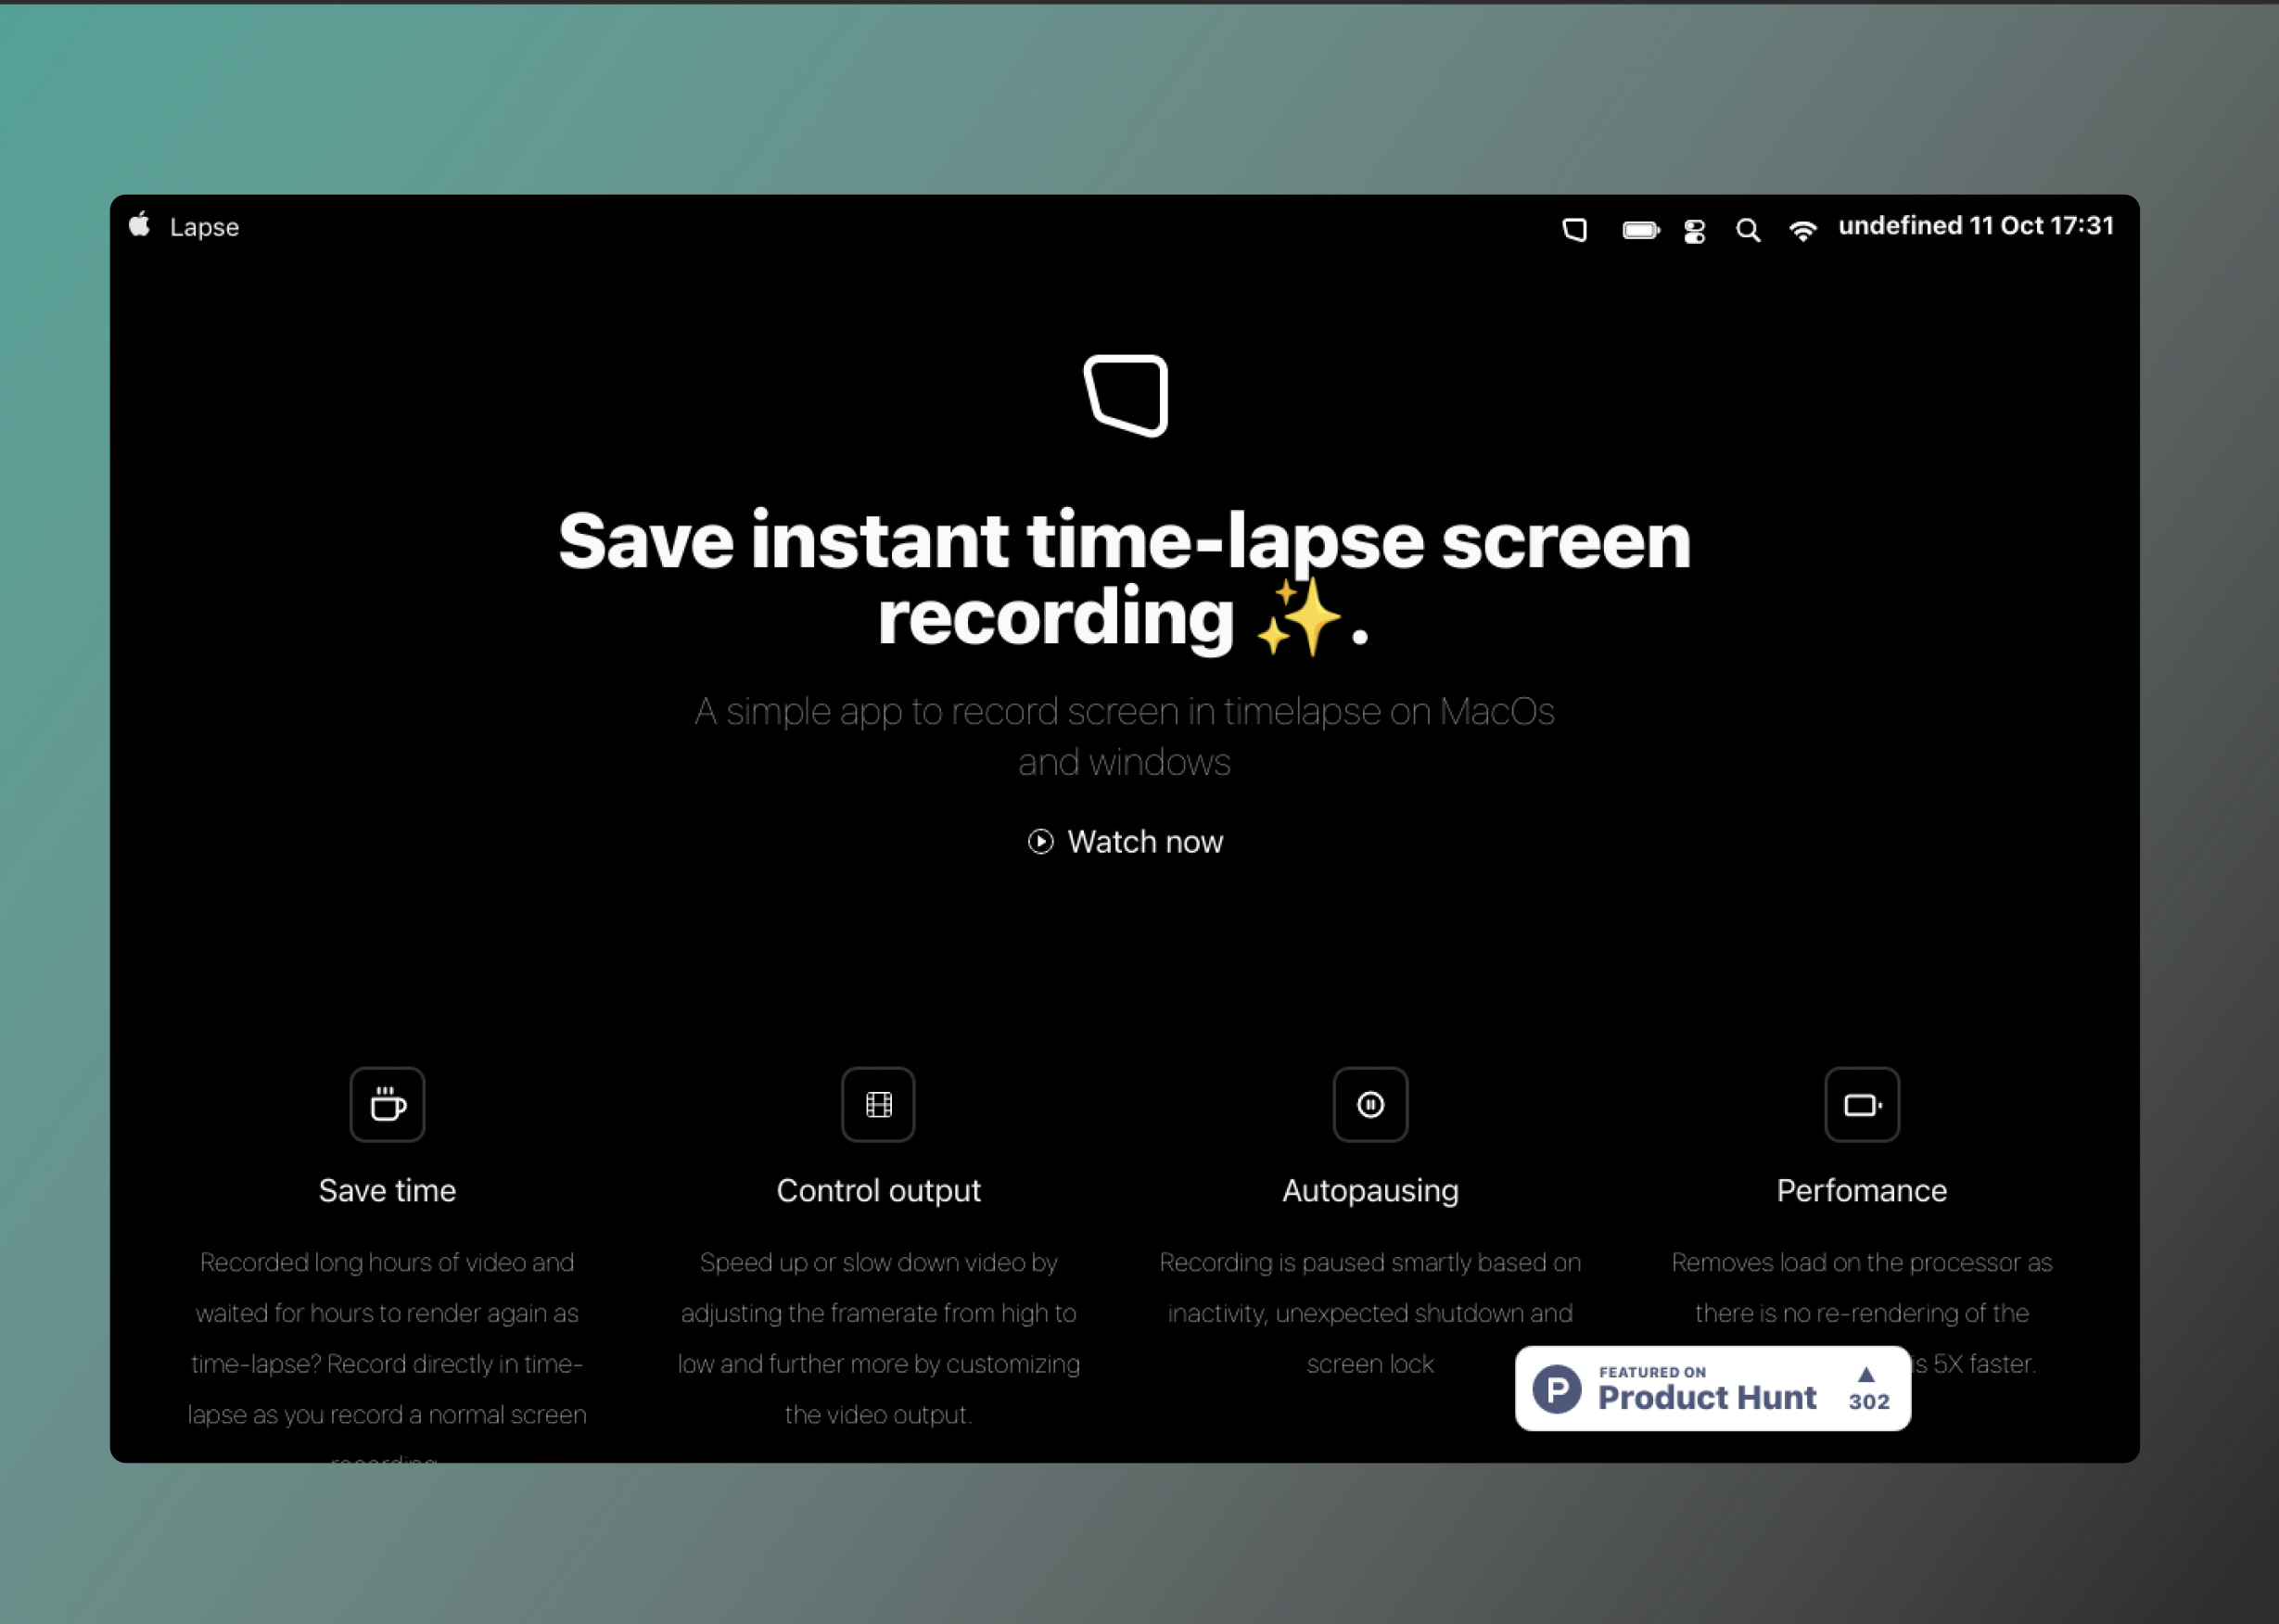 Lapse
undefined 11 Oct 17:31
Save instant time-lapse screen
recording ✨.
A simple app to record screen in timelapse on MacOs
and windows
Watch now
Save time
Recorded long hours of video and
waited for hours to render again as
time-lapse? Record directly in time-
lapse as you record a normal screen
recording
Control output
Speed up or slow down video by
adjusting the framerate from high to
low and further more by customizing
the video output.
Autopausing
Recording is paused smartly based on
inactivity, unexpected shutdown and
screen lock
Perfomance
Removes load on the processor as
there is no re-rendering of the
is 5X faster.
FEATURED ON
Product Hunt
302